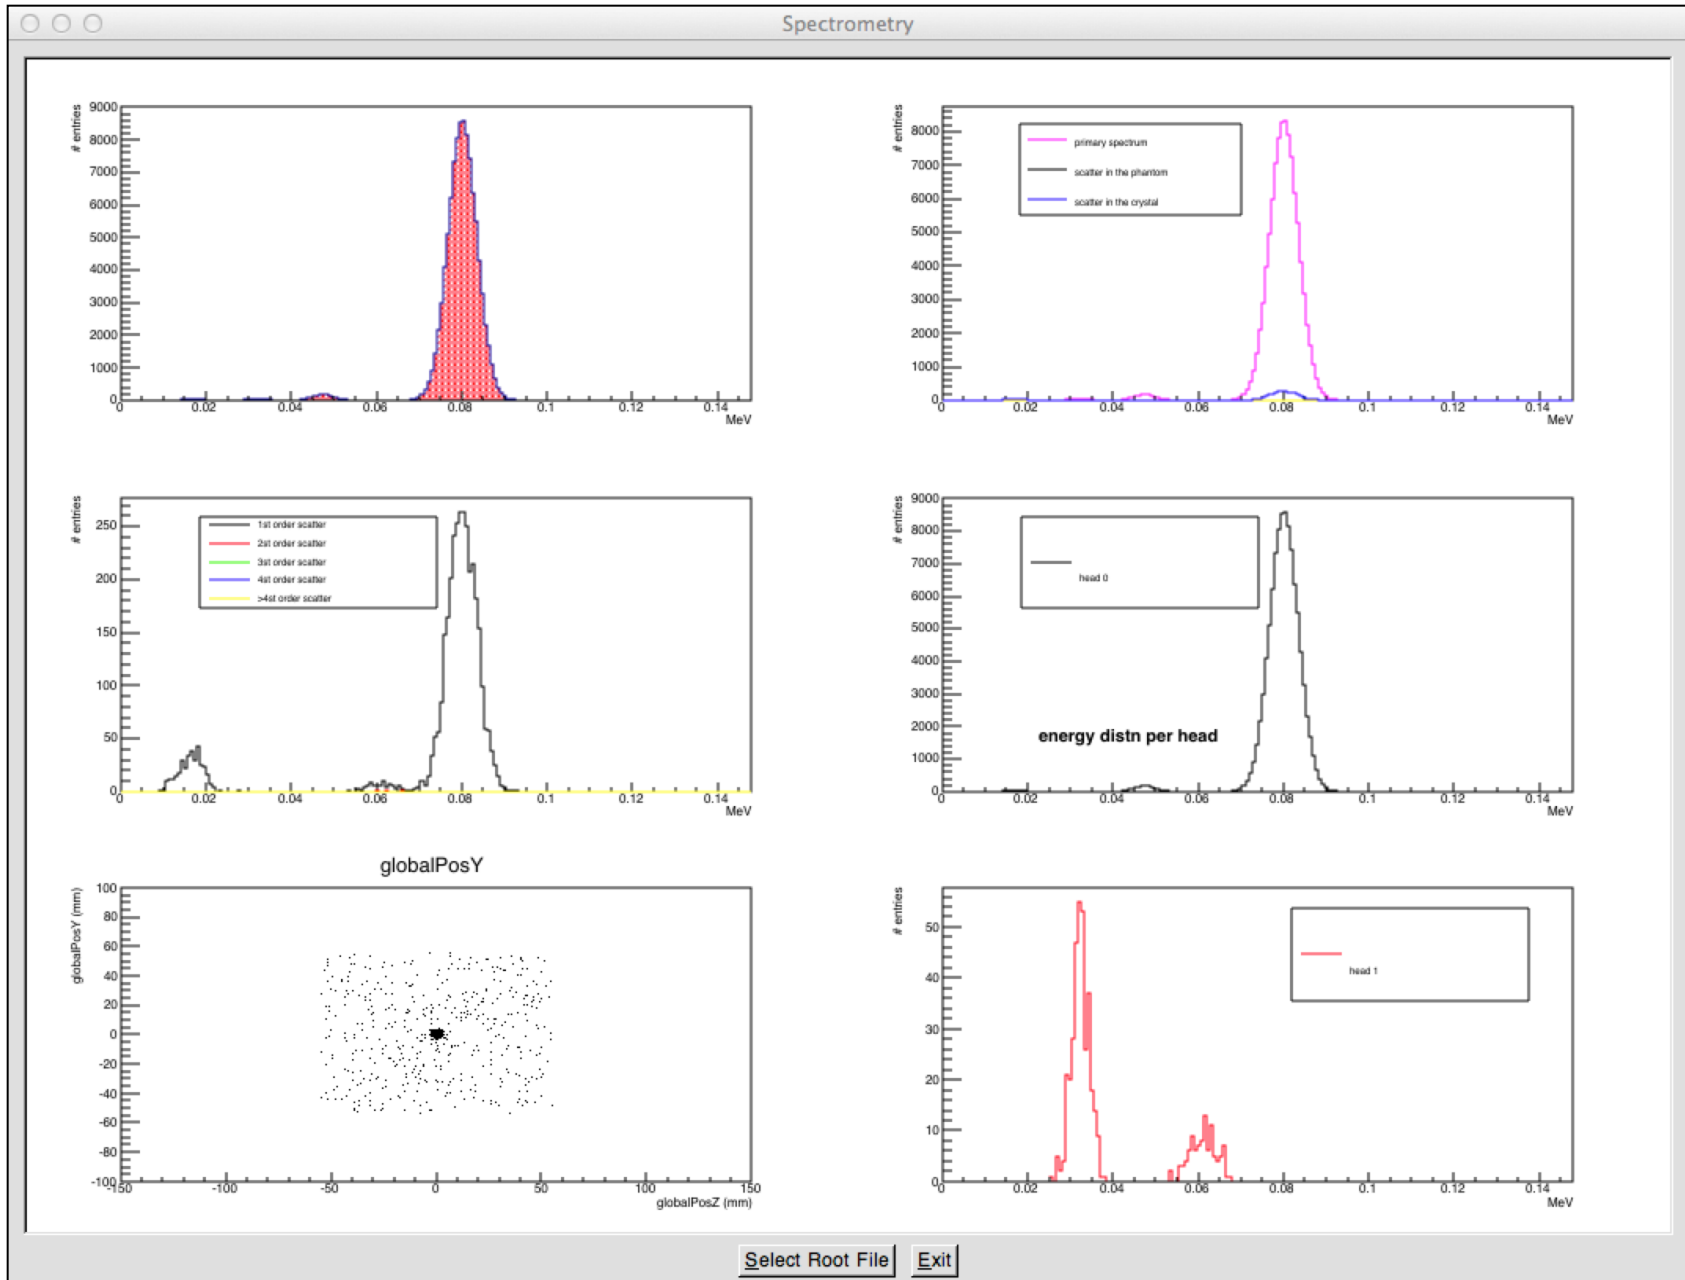 Spectrometry
# entries
9000
8000
7000
6000
5000
4000
3000
2000
1000
0
0 0.02 0.04 0.06 0.08 0.1 0.12 0.14
MeV
# entries
8000
7000
6000
5000
4000
3000
2000
1000
0
primary spectrum
scatter in the phantom
scatter in the crystal
0 0.02 0.04 0.06 0.08 0.1 0.12 0.14
MeV
# entries
250
200
150
100
50
0
1st order scatter
2st order scatter
3st order scatter
4st order scatter
>4st order scatter
0 0.02 0.04 0.06 0.08 0.1 0.12 0.14
MeV
# entries
9000
8000
7000
6000
5000
4000
3000
2000
1000
0
head 0
energy distn per head
0 0.02 0.04 0.06 0.08 0.1 0.12 0.14
MeV
globalPosY
globalPosY (mm)
100
80
60
40
20
0
-20
-40
-60
-80
-100
-150 -100 -50 0 50 100 150
globalPosZ (mm)
# entries
50
40
30
20
10
0
head 1
0 0.02 0.04 0.06 0.08 0.1 0.12 0.14
MeV
Select Root File Exit